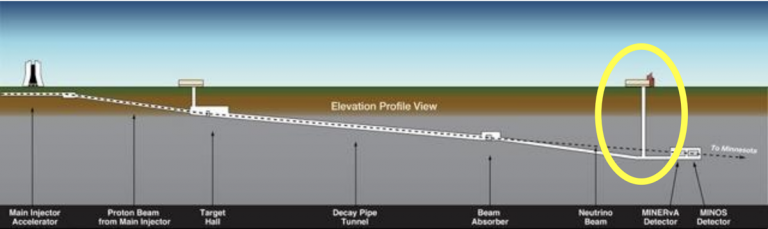 Elevation Profile View
To Minnesota
Main Injector
Accelerator
Proton Beam
from Main Injector
Target
Hall
Decay Pipe
Tunnel
Beam
Absorber
Neutrino
Beam
MINERvA
Detector
MINOS
Detector